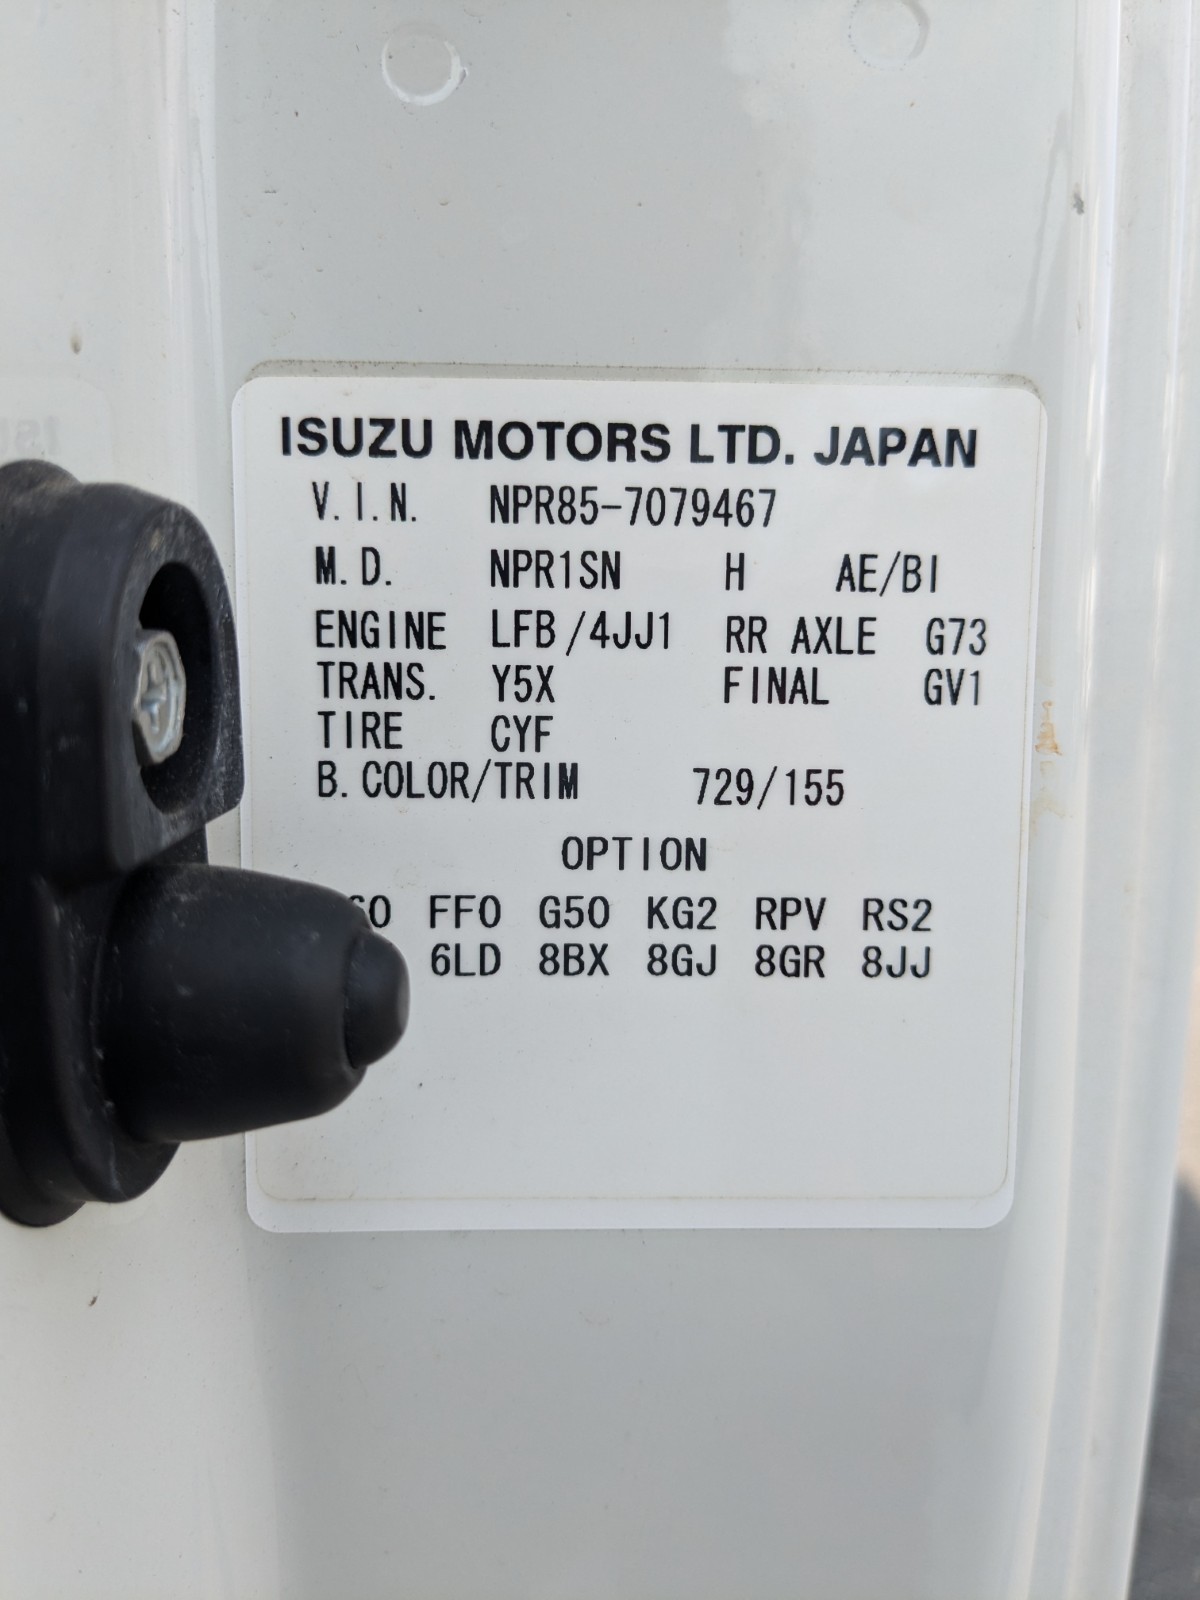 ISUZU MOTORS LTD. JAPAN
V.I.N. NPR85-7079467
M.D. NPR1SN H AE/BI
ENGINE LFB/4JJ1 RR AXLE G73
TRANS. Y5X FINAL GV1
TIRE CYF
B.COLOR/TRIM 729/155
OPTION
FF0 G50 KG2 RPV RS2
6LD 8BX 8GJ 8GR 8JJ